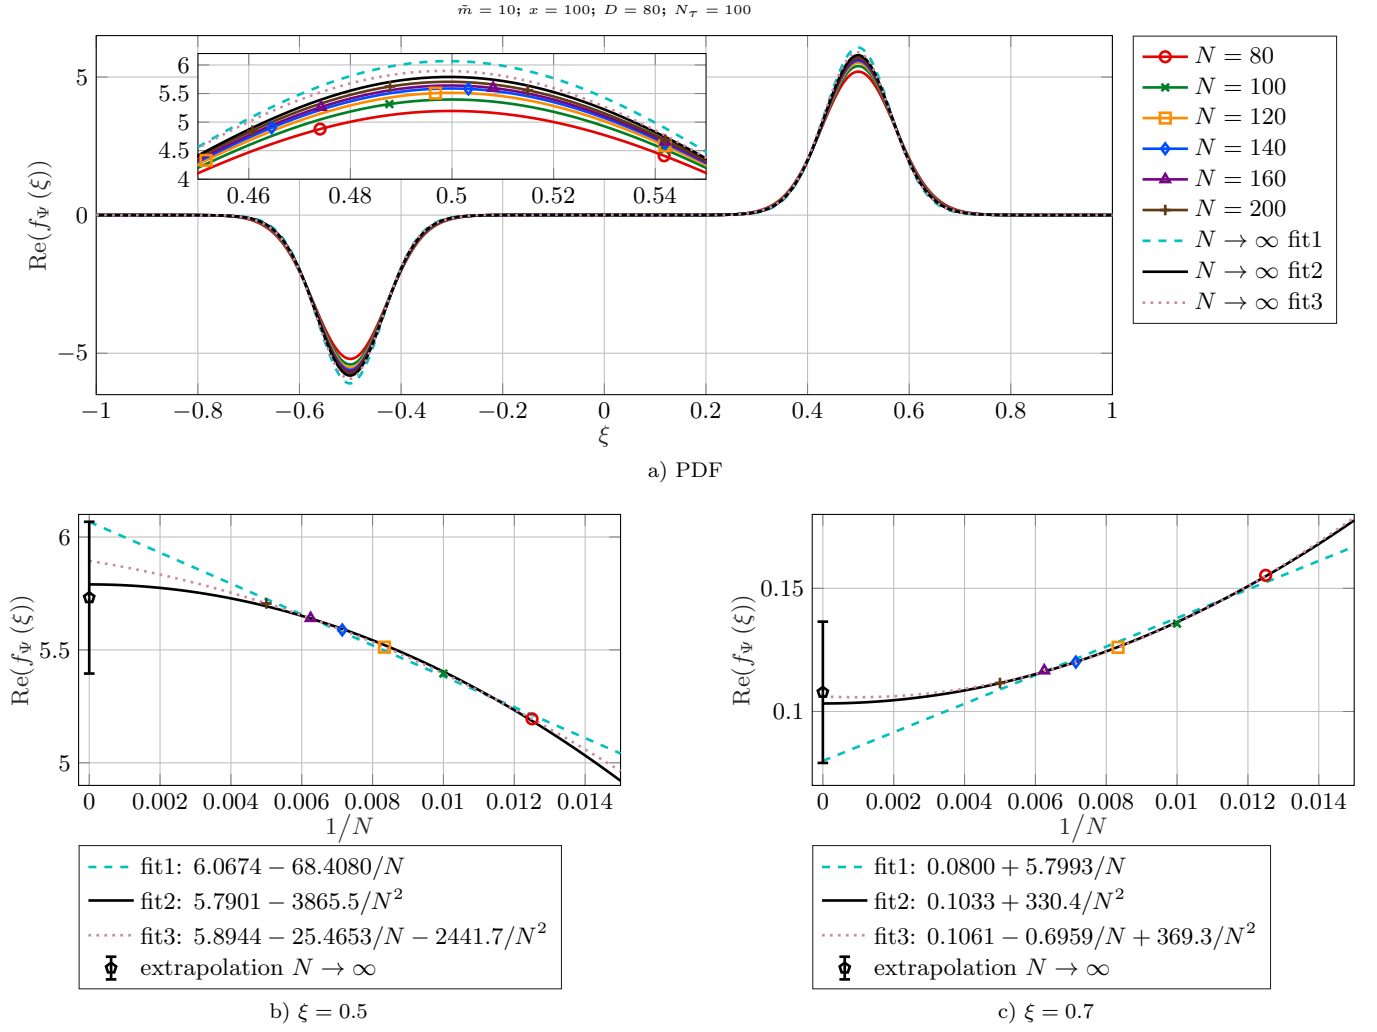 m̃ = 10; x = 100; D = 80; N_τ = 100
Re(f_Ψ (ξ))
5
0
−5
−1
−0.8
−0.6
−0.4
−0.2
0
0.2
0.4
0.6
0.8
1
ξ
6
5.5
5
4.5
4
0.46
0.48
0.5
0.52
0.54
N = 80
N = 100
N = 120
N = 140
N = 160
N = 200
N → ∞ fit1
N → ∞ fit2
N → ∞ fit3
a) PDF
Re(f_Ψ (ξ))
6
5.5
5
0
0.002
0.004
0.006
0.008
0.01
0.012
0.014
1/N
fit1: 6.0674 − 68.4080/N
fit2: 5.7901 − 3865.5/N²
fit3: 5.8944 − 25.4653/N − 2441.7/N²
extrapolation N → ∞
b) ξ = 0.5
Re(f_Ψ (ξ))
0.15
0.1
0
0.002
0.004
0.006
0.008
0.01
0.012
0.014
1/N
fit1: 0.0800 + 5.7993/N
fit2: 0.1033 + 330.4/N²
fit3: 0.1061 − 0.6959/N + 369.3/N²
extrapolation N → ∞
c) ξ = 0.7